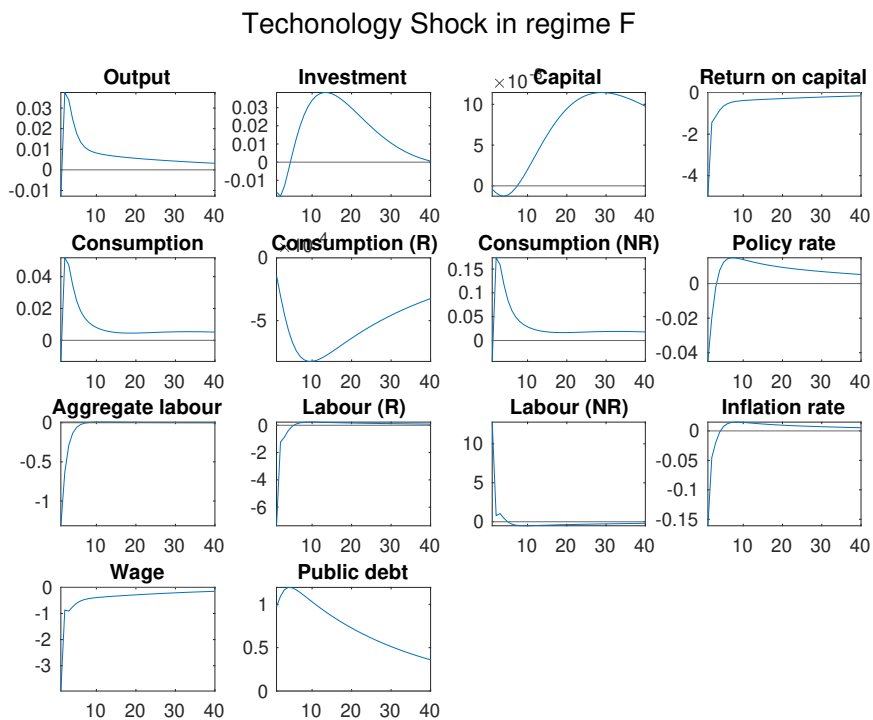 Techonology Shock in regime F
Output
Investment
Capital
Return on capital
0.03
0.02
0.01
0
-0.01
10 20 30 40
0.03
0.02
0.01
0
-0.01
10 20 30 40
10
5
0
10 20 30 40
0
-2
-4
10 20 30 40
Consumption
Consumption (R)
Consumption (NR)
Policy rate
0.04
0.02
0
10 20 30 40
0
-5
10 20 30 40
0.15
0.1
0.05
0
10 20 30 40
0
-0.02
-0.04
10 20 30 40
Aggregate labour
Labour (R)
Labour (NR)
Inflation rate
0
-0.5
-1
10 20 30 40
0
-2
-4
-6
10 20 30 40
10
5
0
10 20 30 40
0
-0.05
-0.1
-0.15
10 20 30 40
Wage
Public debt
0
-1
-2
-3
10 20 30 40
1
0.5
0
10 20 30 40